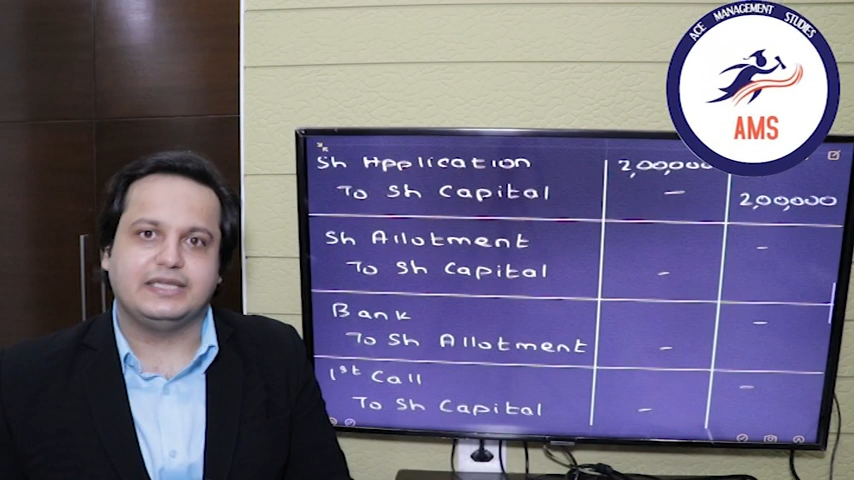 ACE MANAGEMENT STUDIES
AMS
Sh Application 2,00,000
To Sh Capital — 2,00,000
Sh Allotment -
To Sh Capital -
Bank -
To Sh Allotment -
1st Call -
To Sh Capital -